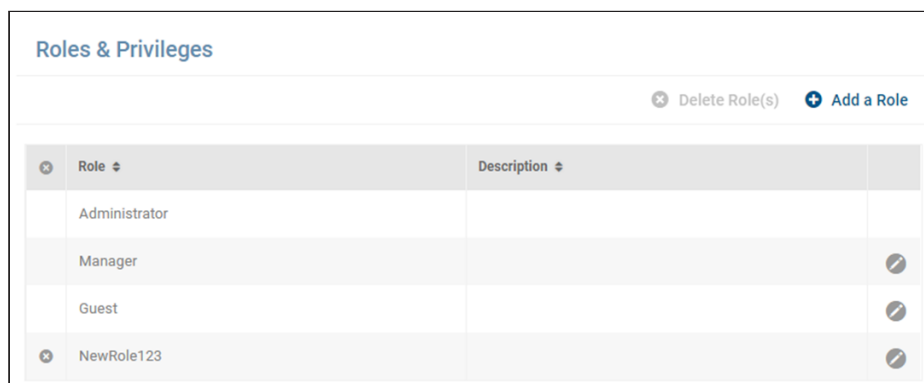 Roles & Privileges
Delete Role(s) Add a Role
Role Description
Administrator
Manager
Guest
NewRole123